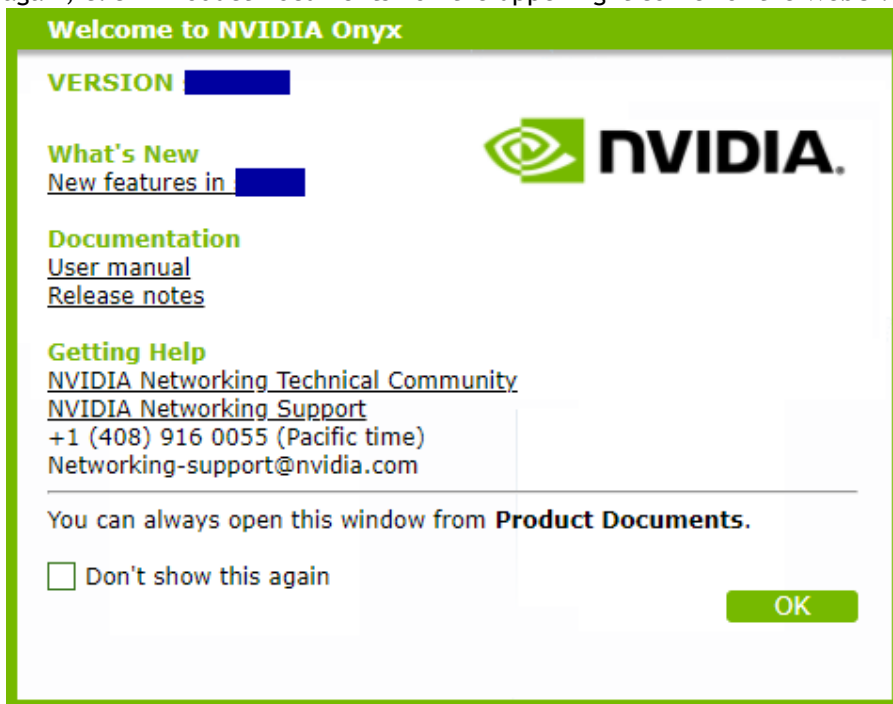 Welcome to NVIDIA Onyx
VERSION :
NVIDIA.
What's New
New features in
Documentation
User manual
Release notes
Getting Help
NVIDIA Networking Technical Community
NVIDIA Networking Support
+1 (408) 916 0055 (Pacific time)
Networking-support@nvidia.com
You can always open this window from Product Documents.
Don't show this again
OK